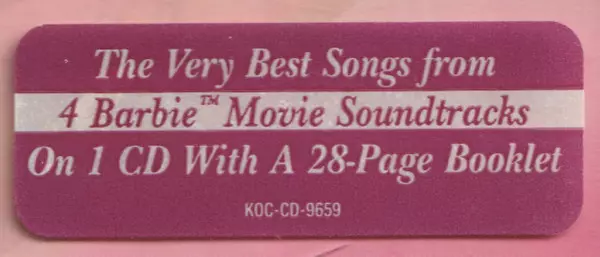 The Very Best Songs from
4 Barbie™ Movie Soundtracks
On 1 CD With A 28-Page Booklet
KOC-CD-9659